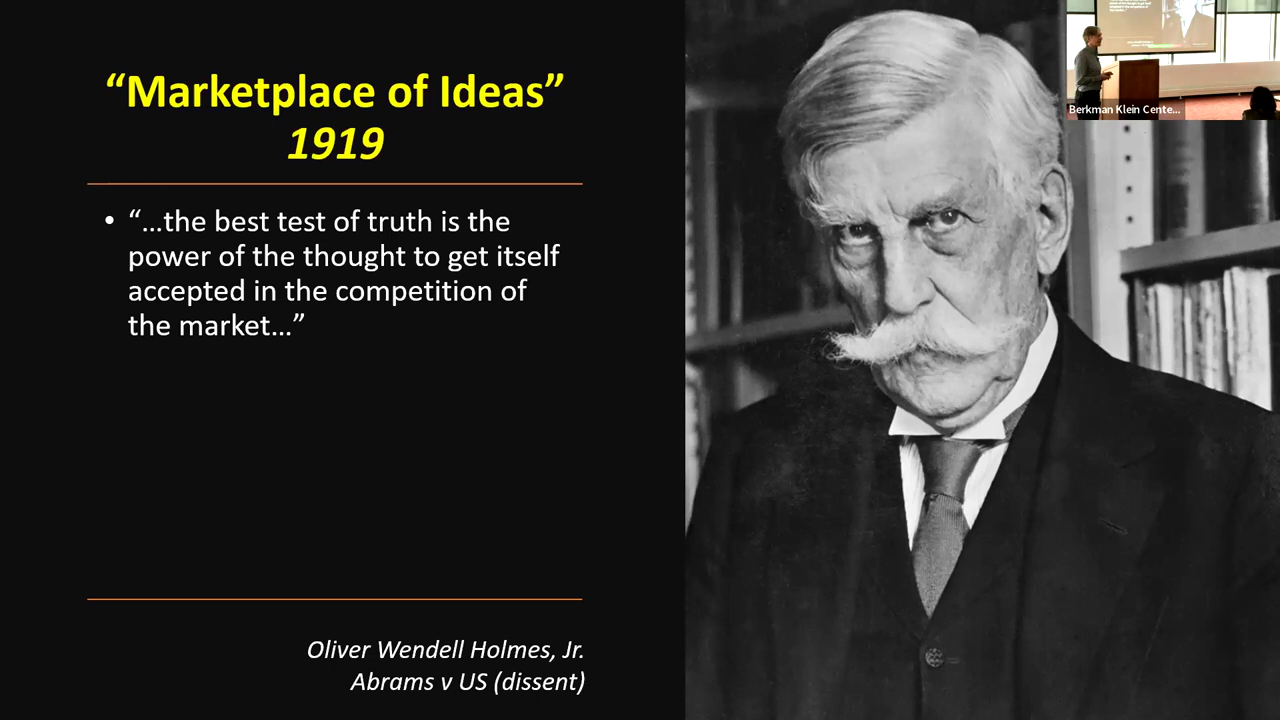 “Marketplace of Ideas”
1919
• “…the best test of truth is the
power of the thought to get itself
accepted in the competition of
the market…”
Oliver Wendell Holmes, Jr.
Abrams v US (dissent)
Berkman Klein Cente...